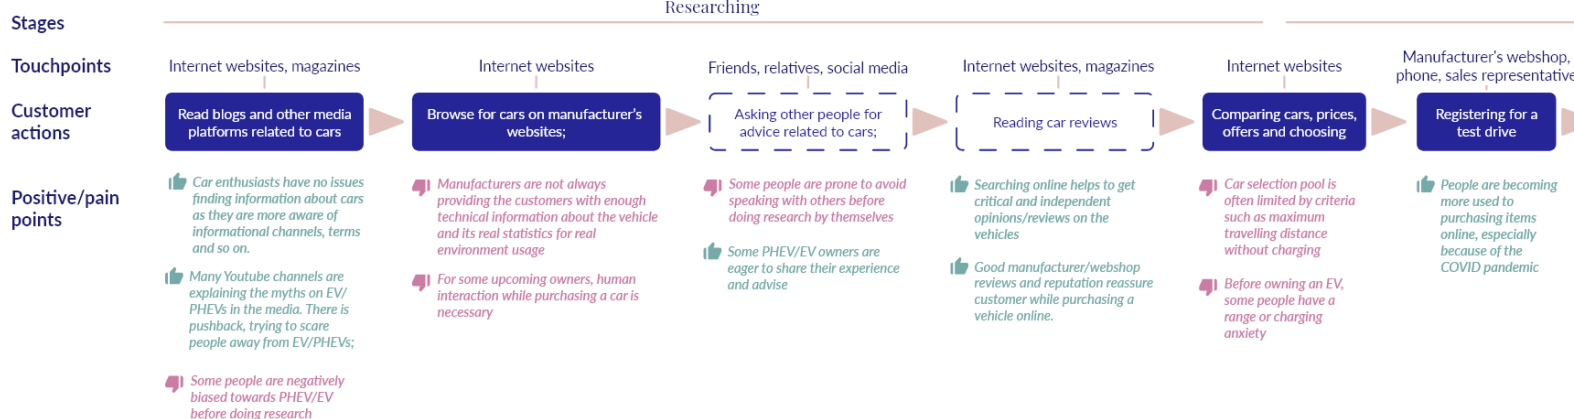 Researching
Stages
Touchpoints
Internet websites, magazines
Internet websites
Friends, relatives, social media
Internet websites, magazines
Internet websites
Manufacturer's webshop,
phone, sales representative
Customer
actions
Read blogs and other media
platforms related to cars
Browse for cars on manufacturer's
websites;
Asking other people for
advice related to cars;
Reading car reviews
Comparing cars, prices,
offers and choosing
Registering for a
test drive
Positive/pain
points
Car enthusiasts have no issues
finding information about cars
as they are more aware of
informational channels, terms
and so on.
Many Youtube channels are
explaining the myths on EV/
PHEVs in the media. There is
pushback, trying to scare
people away from EV/PHEVs;
Some people are negatively
biased towards PHEV/EV
before doing research
Manufacturers are not always
providing the customers with enough
technical information about the vehicle
and its real statistics for real
environment usage
For some upcoming owners, human
interaction while purchasing a car is
necessary
Some people are prone to avoid
speaking with others before
doing research by themselves
Some PHEV/EV owners are
eager to share their experience
and advise
Searching online helps to get
critical and independent
opinions/reviews on the
vehicles
Good manufacturer/webshop
reviews and reputation reassure
customer while purchasing a
vehicle online.
Car selection pool is
often limited by criteria
such as maximum
travelling distance
without charging
Before owning an EV,
some people have a
range or charging
anxiety
People are becoming
more used to
purchasing items
online, especially
because of the
COVID pandemic